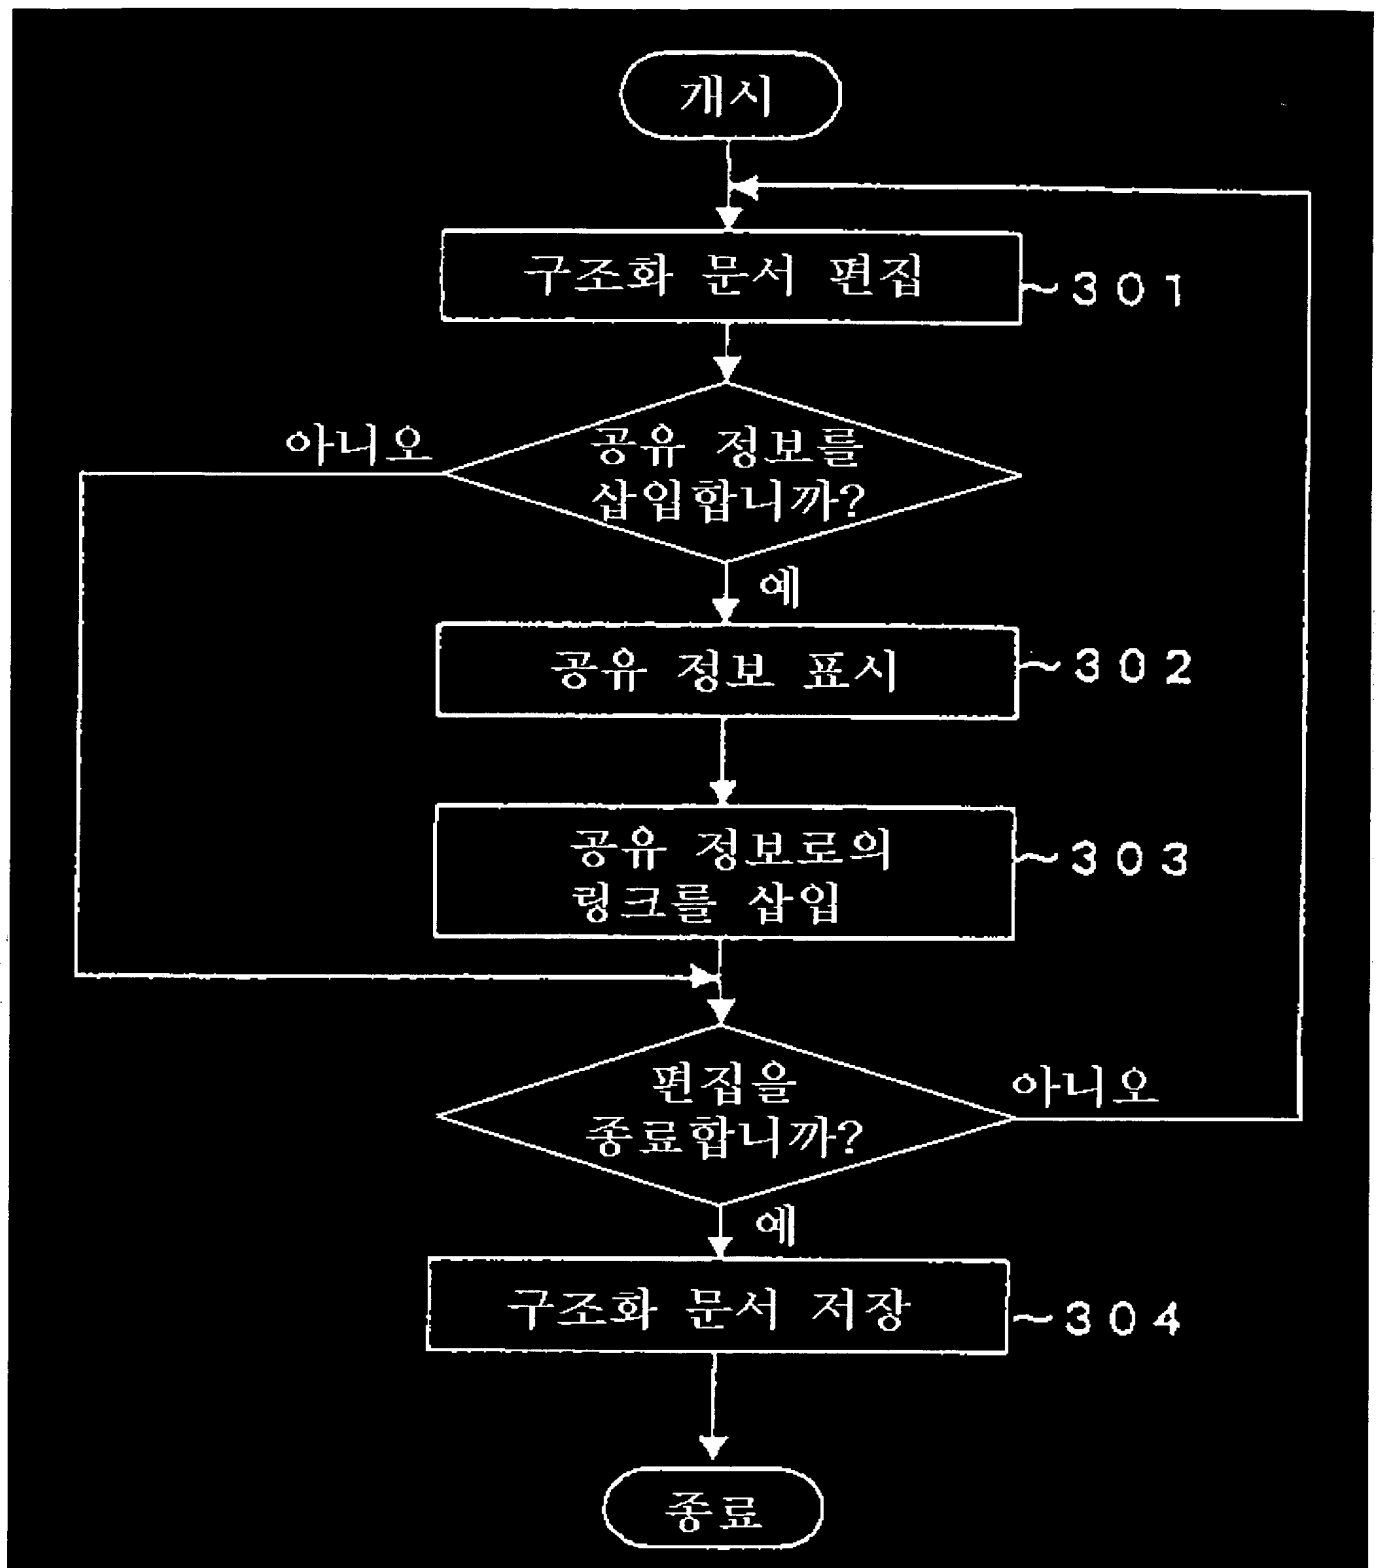 개시
구조화 문서 편집
~301
아니오
공유 정보를
삽입합니까?
예
공유 정보 표시
~302
공유 정보로의
링크를 삽입
~303
편집을
종료합니까?
아니오
예
구조화 문서 저장
~304
종료